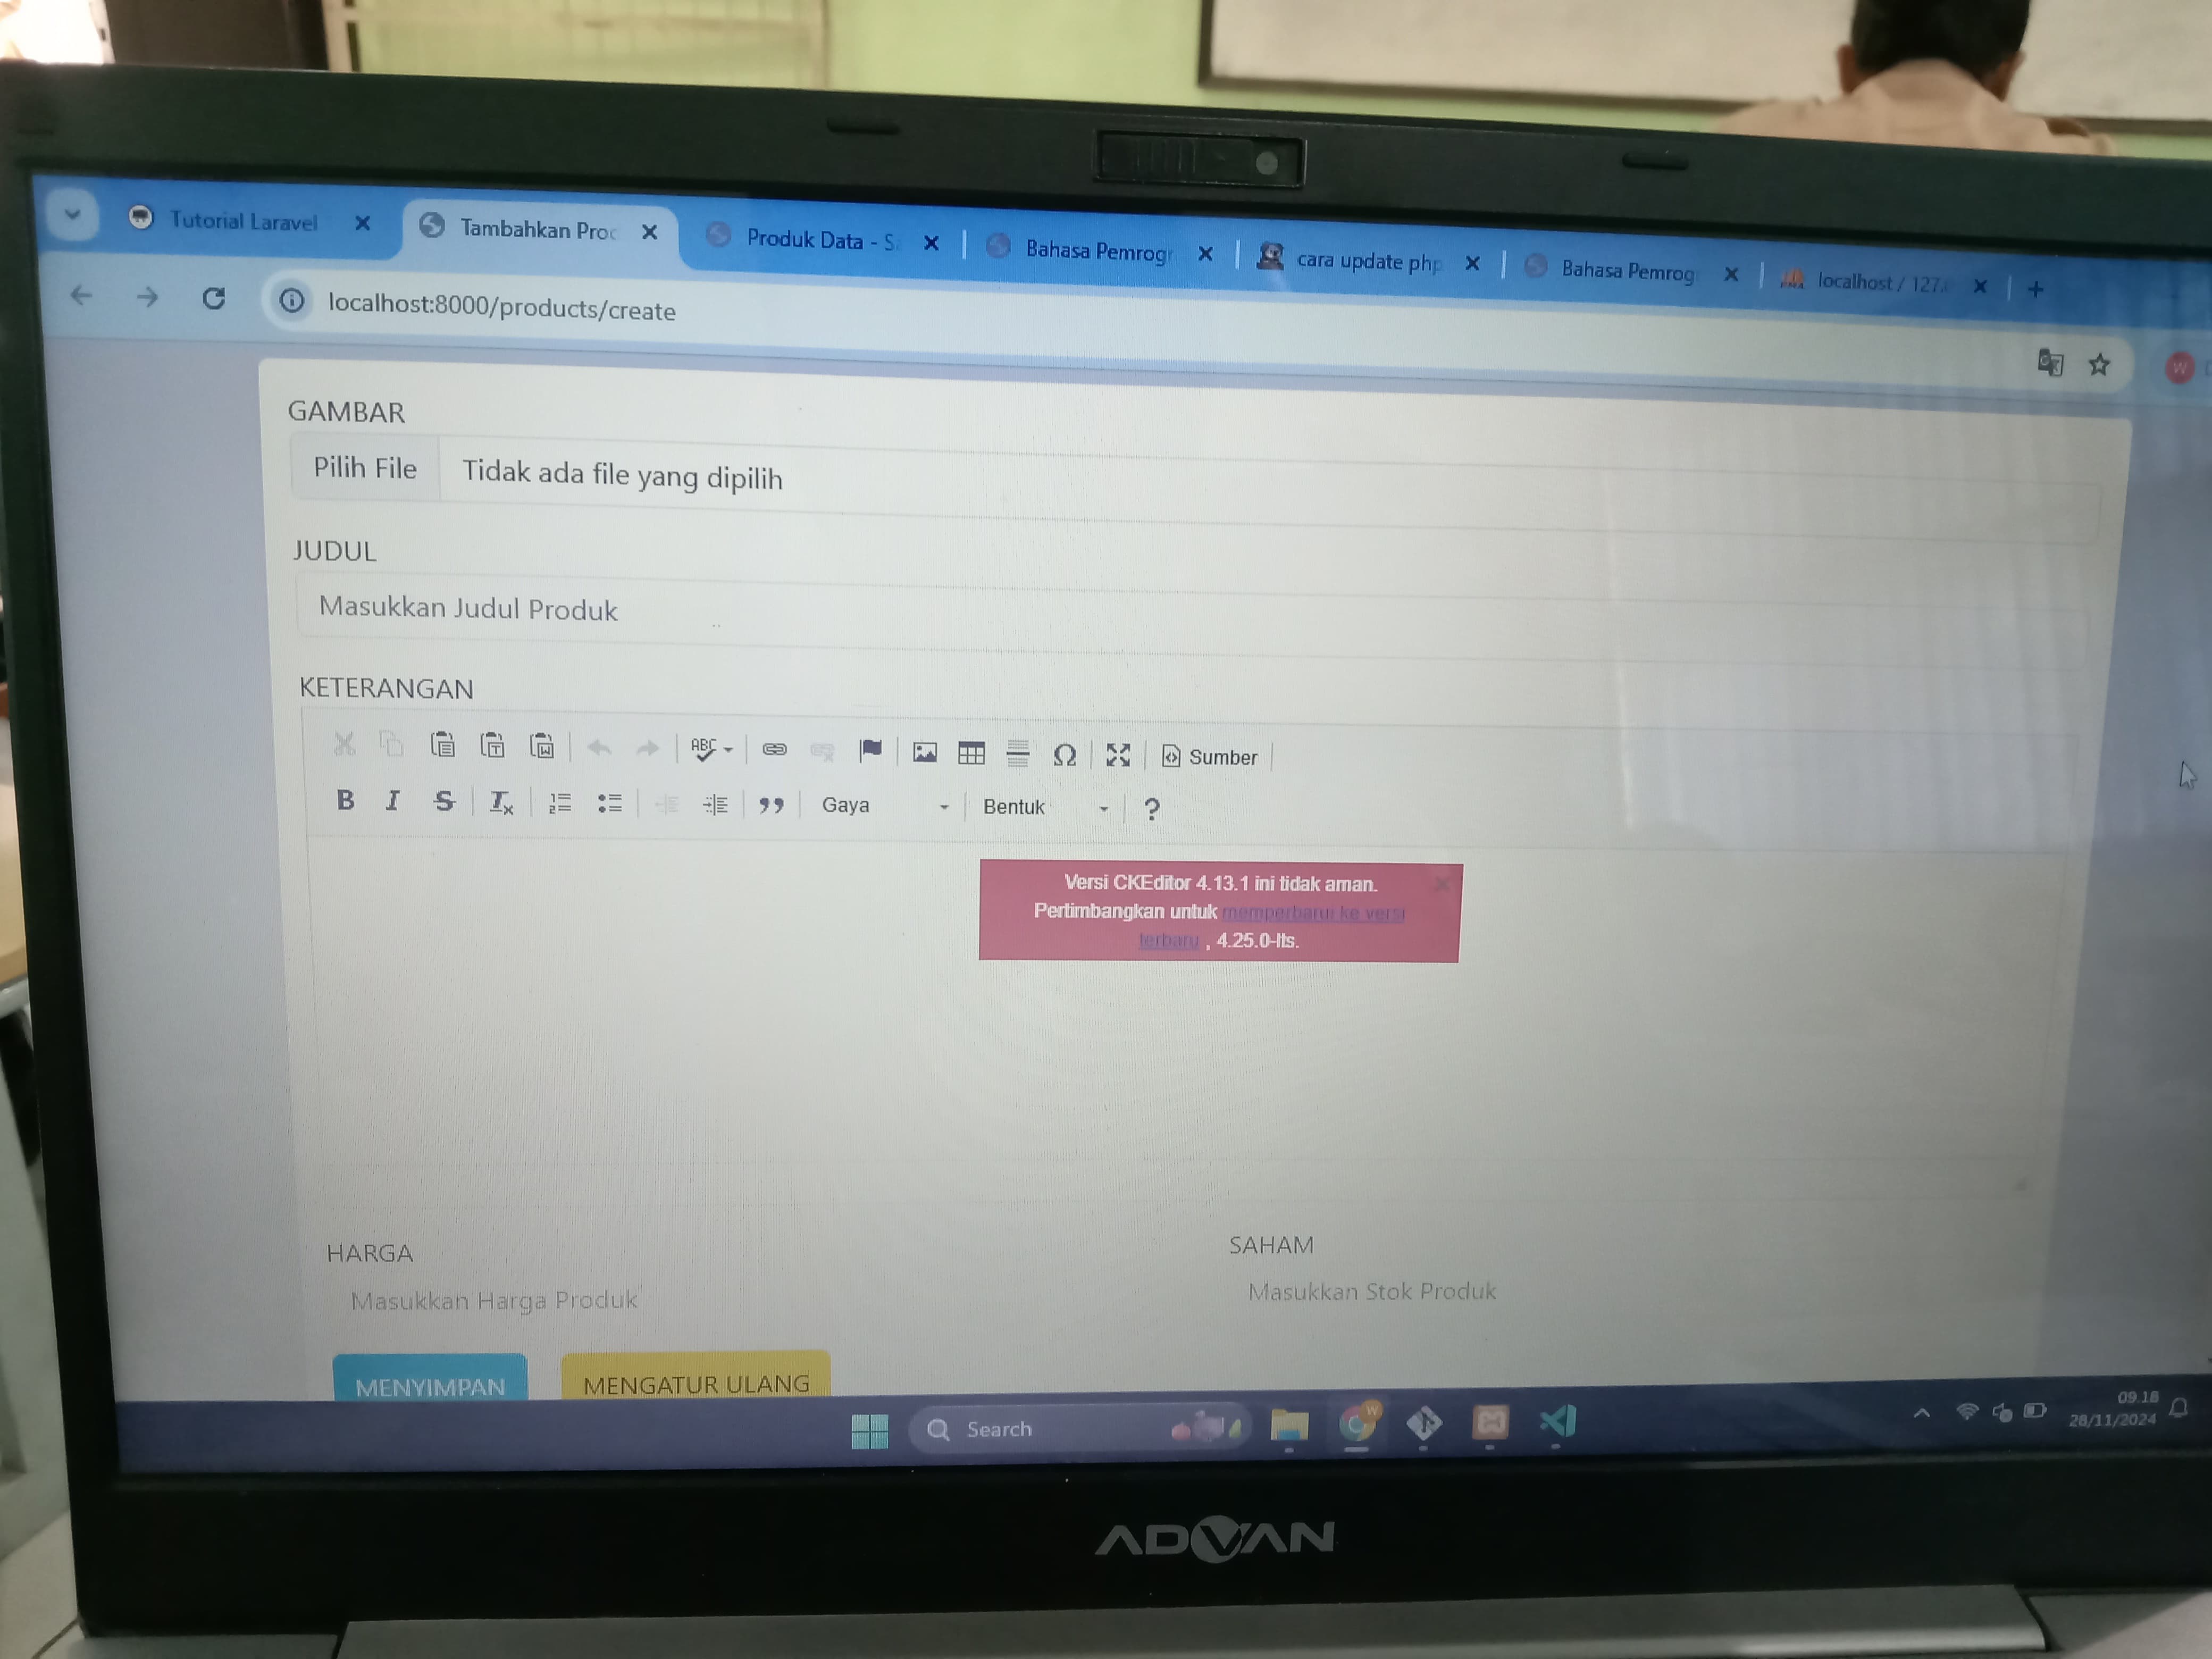 Tutorial Laravel
Tambahkan Proc
Produk Data - S
Bahasa Pemrogr
cara update php
Bahasa Pemrog
localhost / 127.
localhost:8000/products/create
W
GAMBAR
Pilih File
Tidak ada file yang dipilih
JUDUL
Masukkan Judul Produk
KETERANGAN
ABC
Ω
Sumber
B I S
Gaya
Bentuk
?
Versi CKEditor 4.13.1 ini tidak aman.
Pertimbangkan untuk memperbarui ke versi
terbaru , 4.25.0-lts.
HARGA
SAHAM
Masukkan Harga Produk
Masukkan Stok Produk
MENYIMPAN
MENGATUR ULANG
Search
09.18
28/11/2024
ADVAN